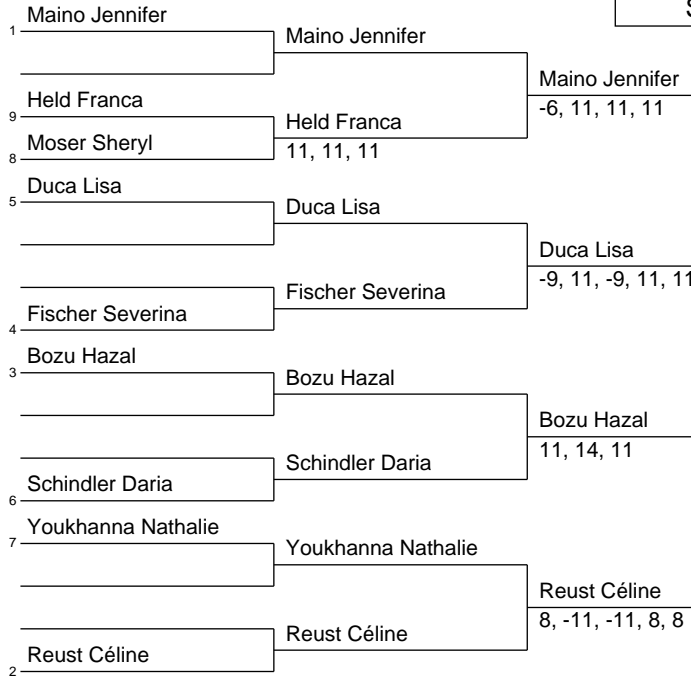 Maino Jennifer
1
Maino Jennifer
Maino Jennifer
-6, 11, 11, 11
Held Franca
9
Held Franca
11, 11, 11
Moser Sheryl
8
Duca Lisa
5
Duca Lisa
Duca Lisa
-9, 11, -9, 11, 11
Fischer Severina
Fischer Severina
4
Bozu Hazal
3
Bozu Hazal
Bozu Hazal
11, 14, 11
Schindler Daria
Schindler Daria
6
Youkhanna Nathalie
7
Youkhanna Nathalie
Reust Céline
8, -11, -11, 8, 8
Reust Céline
Reust Céline
2